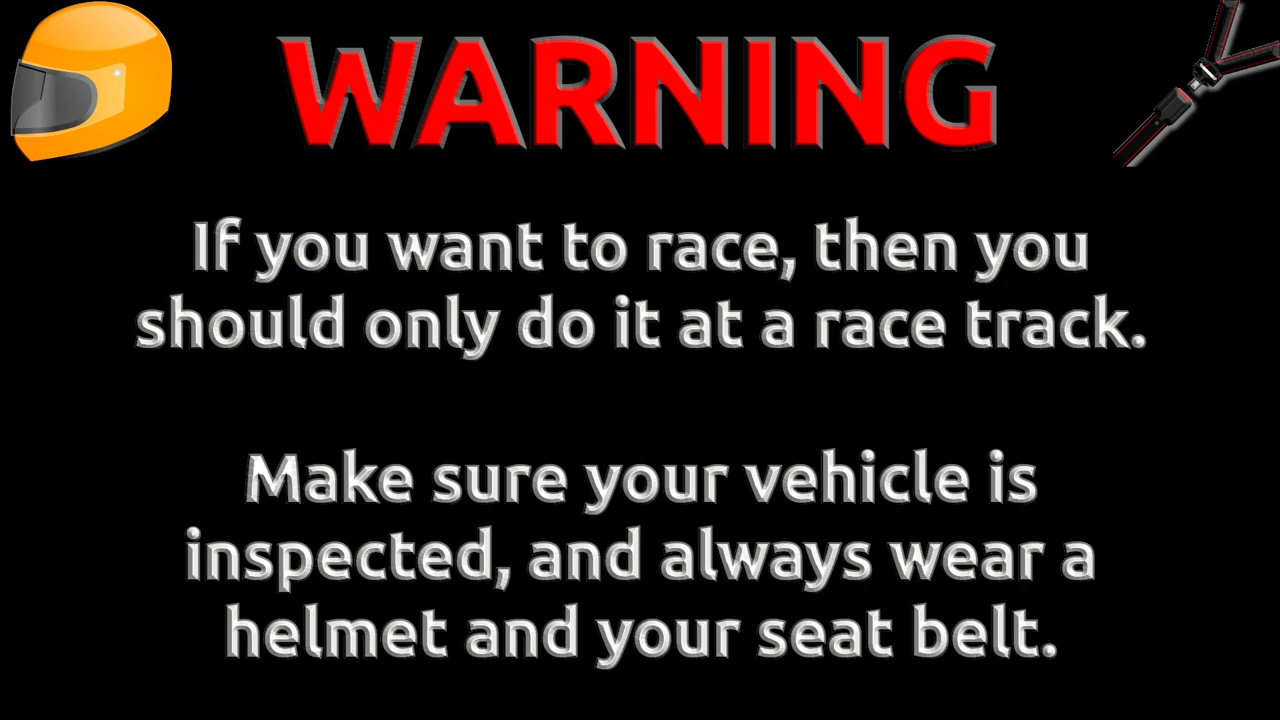 WARNING
If you want to race, then you
should only do it at a race track.
Make sure your vehicle is
inspected, and always wear a
helmet and your seat belt.